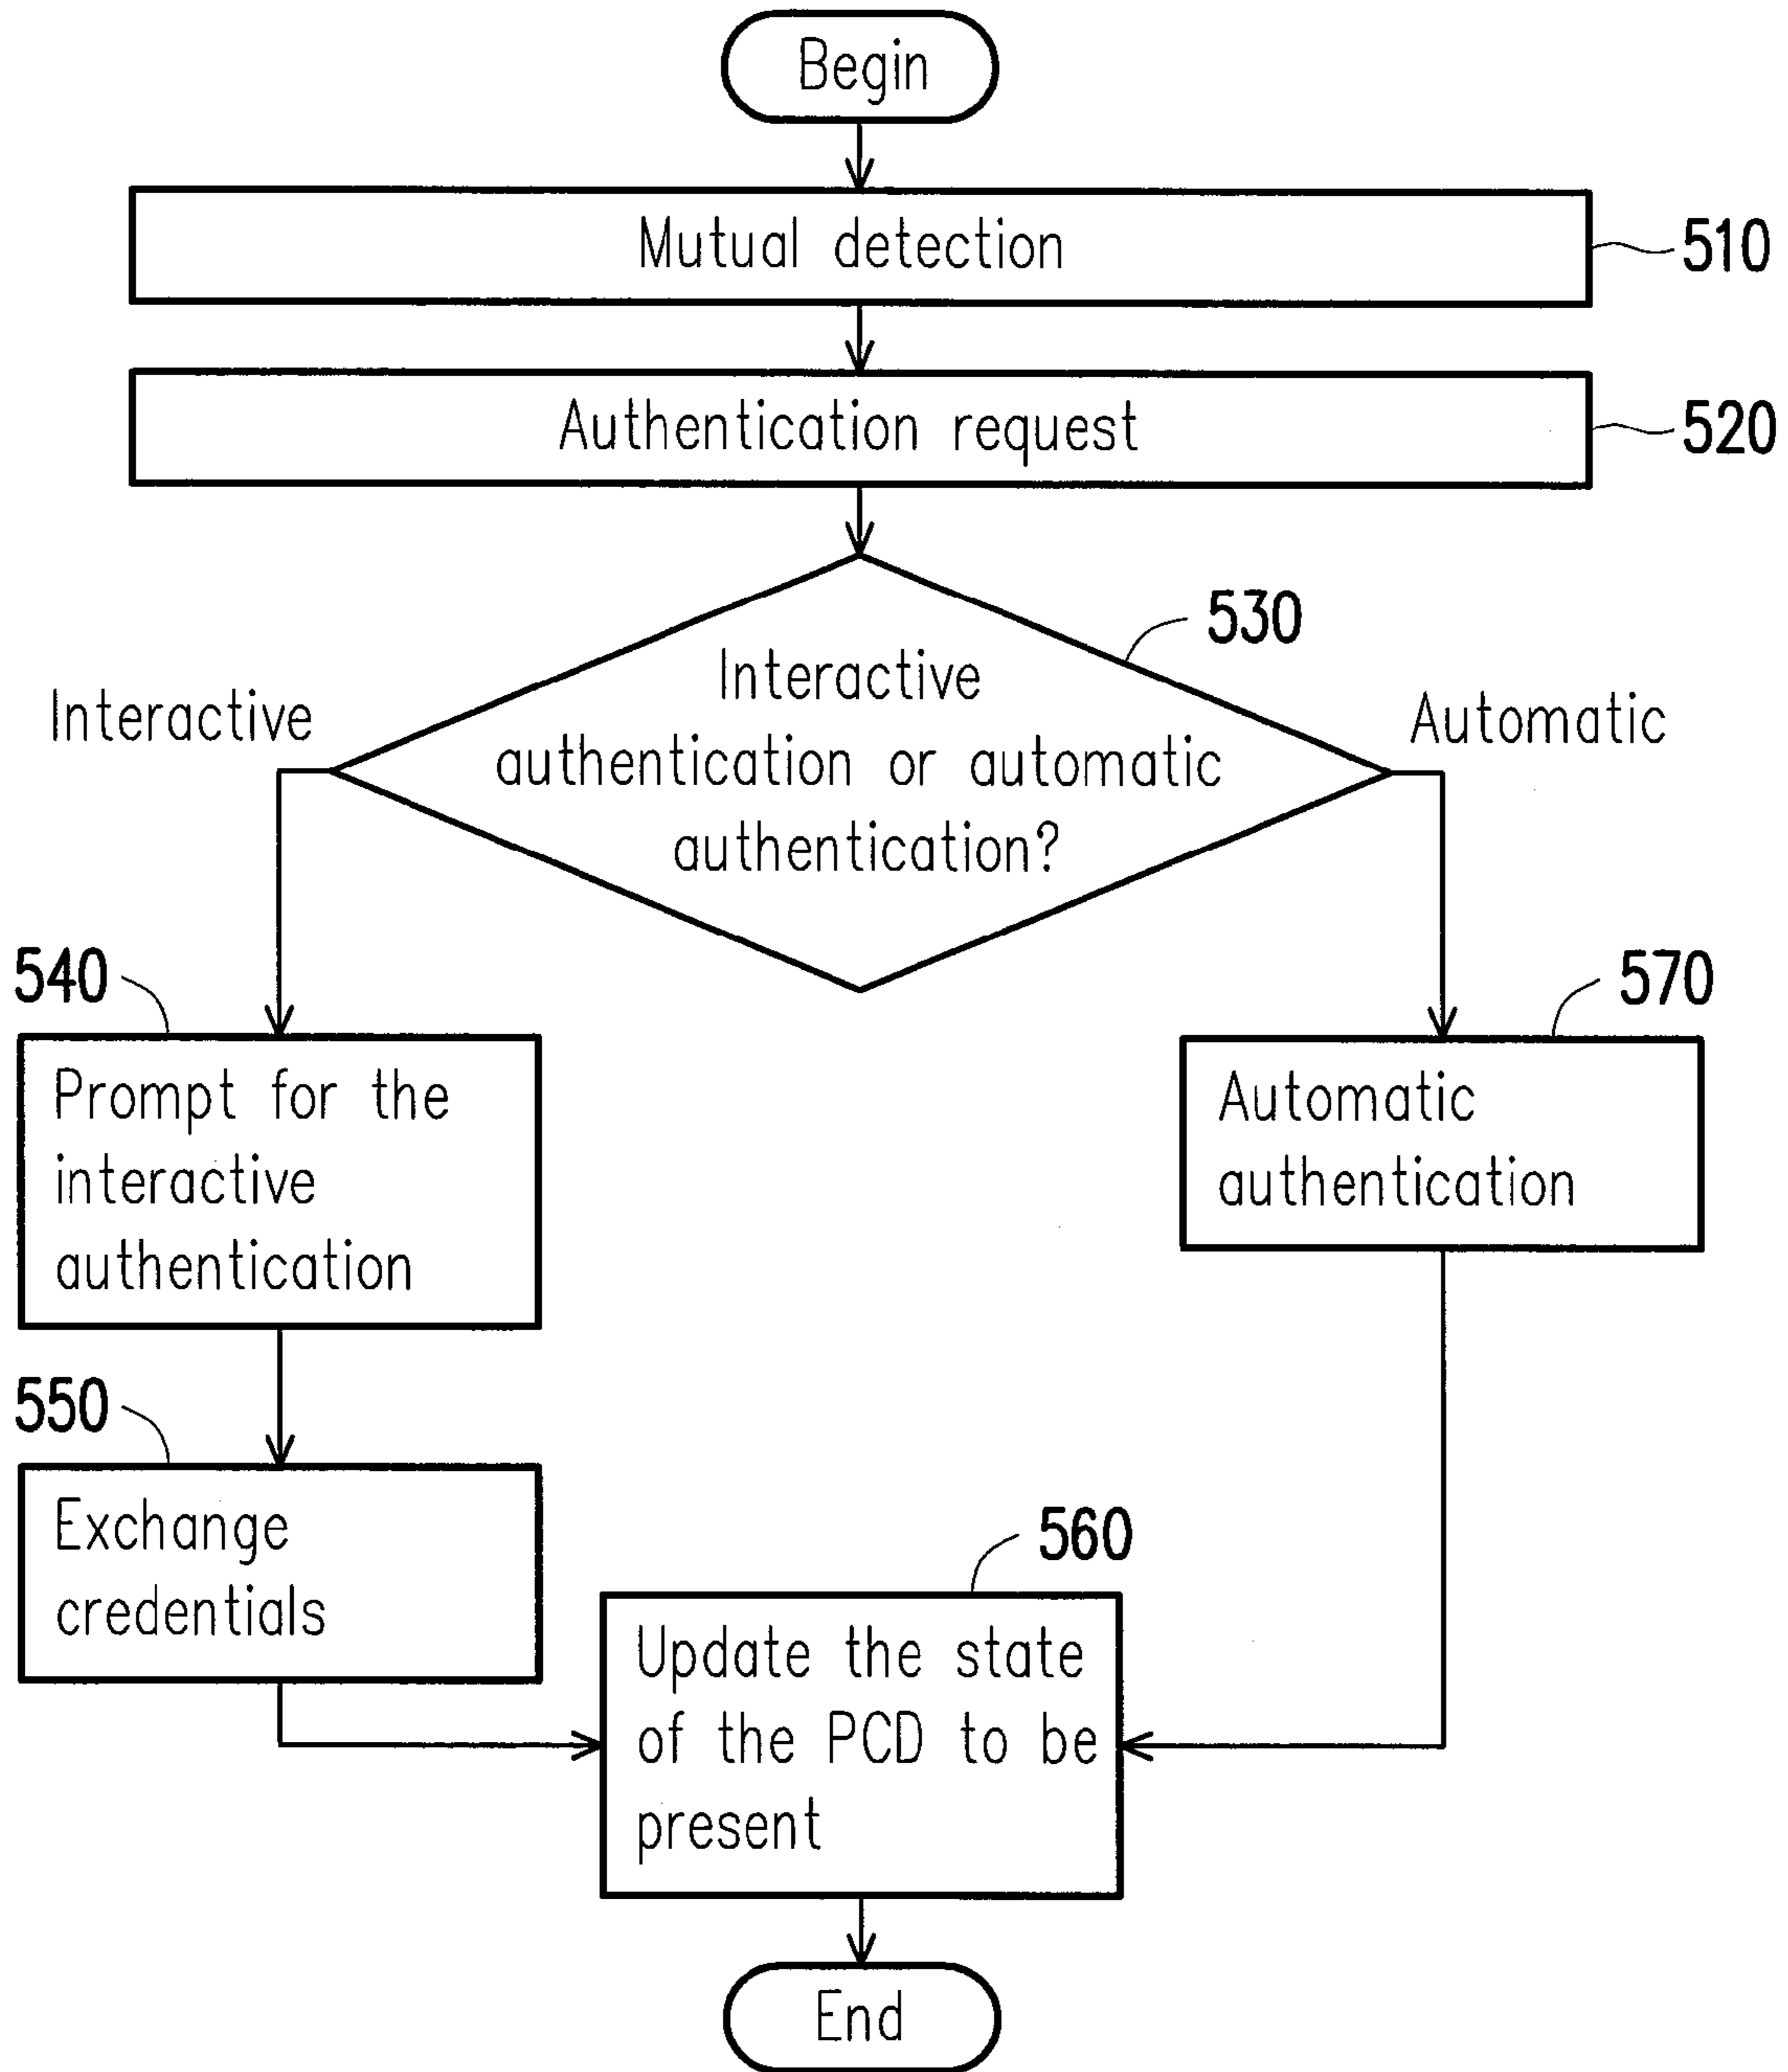 Begin
Mutual detection
510
Authentication request
520
530
Interactive
authentication or automatic
authentication?
Interactive
Automatic
540
Prompt for the
interactive
authentication
570
Automatic
authentication
550
Exchange
credentials
560
Update the state
of the PCD to be
present
End